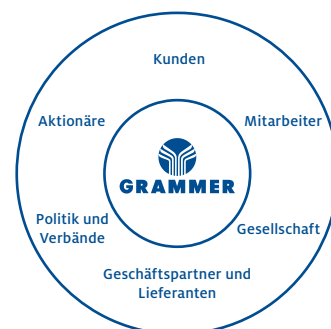 Kunden
Aktionäre
Mitarbeiter
GRAMMER
Politik und
Verbände
Gesellschaft
Geschäftspartner und
Lieferanten